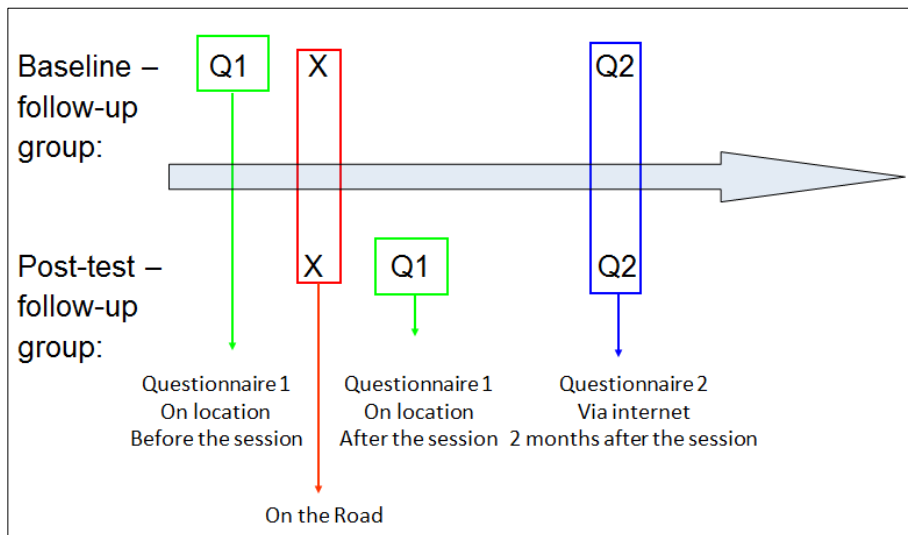 Baseline –
follow-up
group:
Q1
X
Q2
Post-test –
follow-up
group:
X
Q1
Q2
Questionnaire 1
On location
Before the session
Questionnaire 1
On location
After the session
Questionnaire 2
Via internet
2 months after the session
On the Road